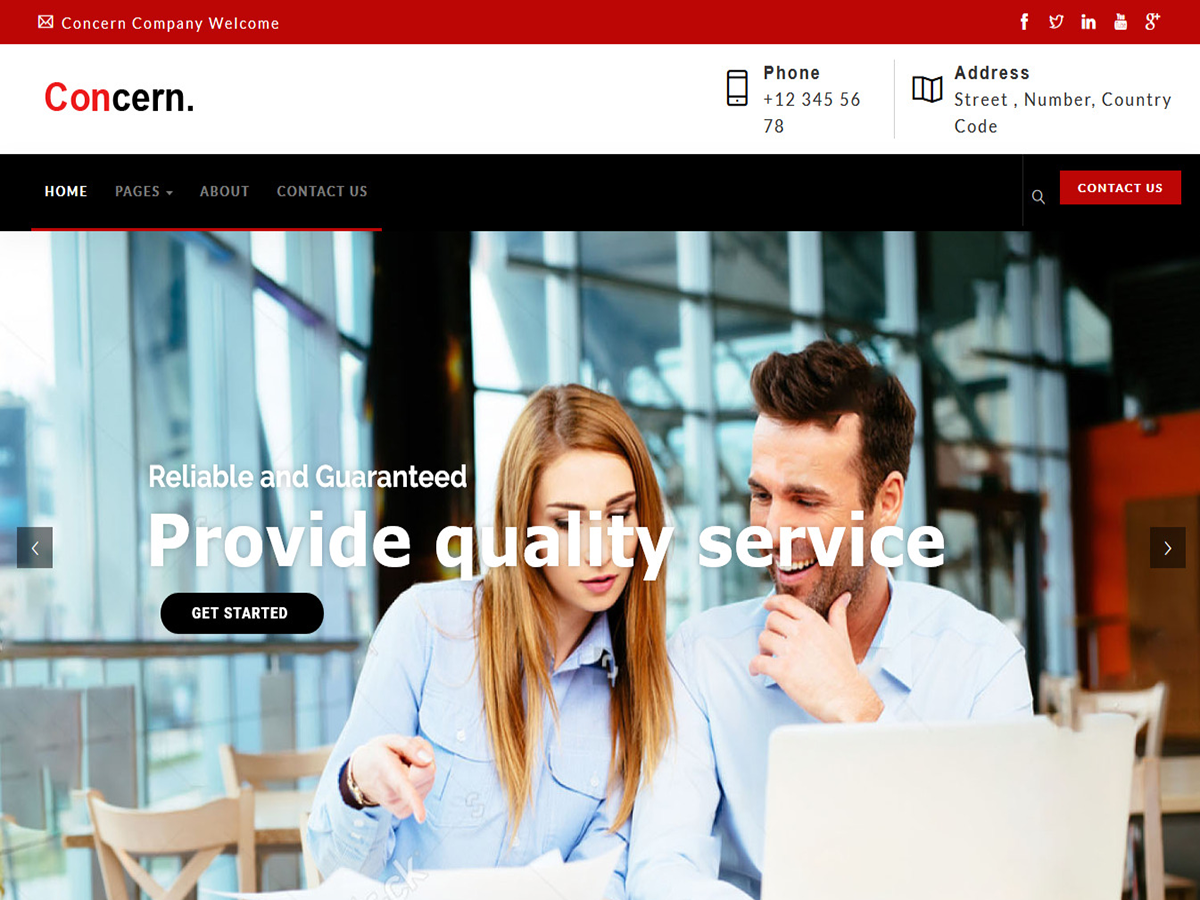 Concern Company Welcome
Concern.
Phone
+12 345 56
78
Address
Street , Number, Country
Code
HOME
PAGES
ABOUT
CONTACT US
CONTACT US
Reliable and Guaranteed
Provide quality service
GET STARTED